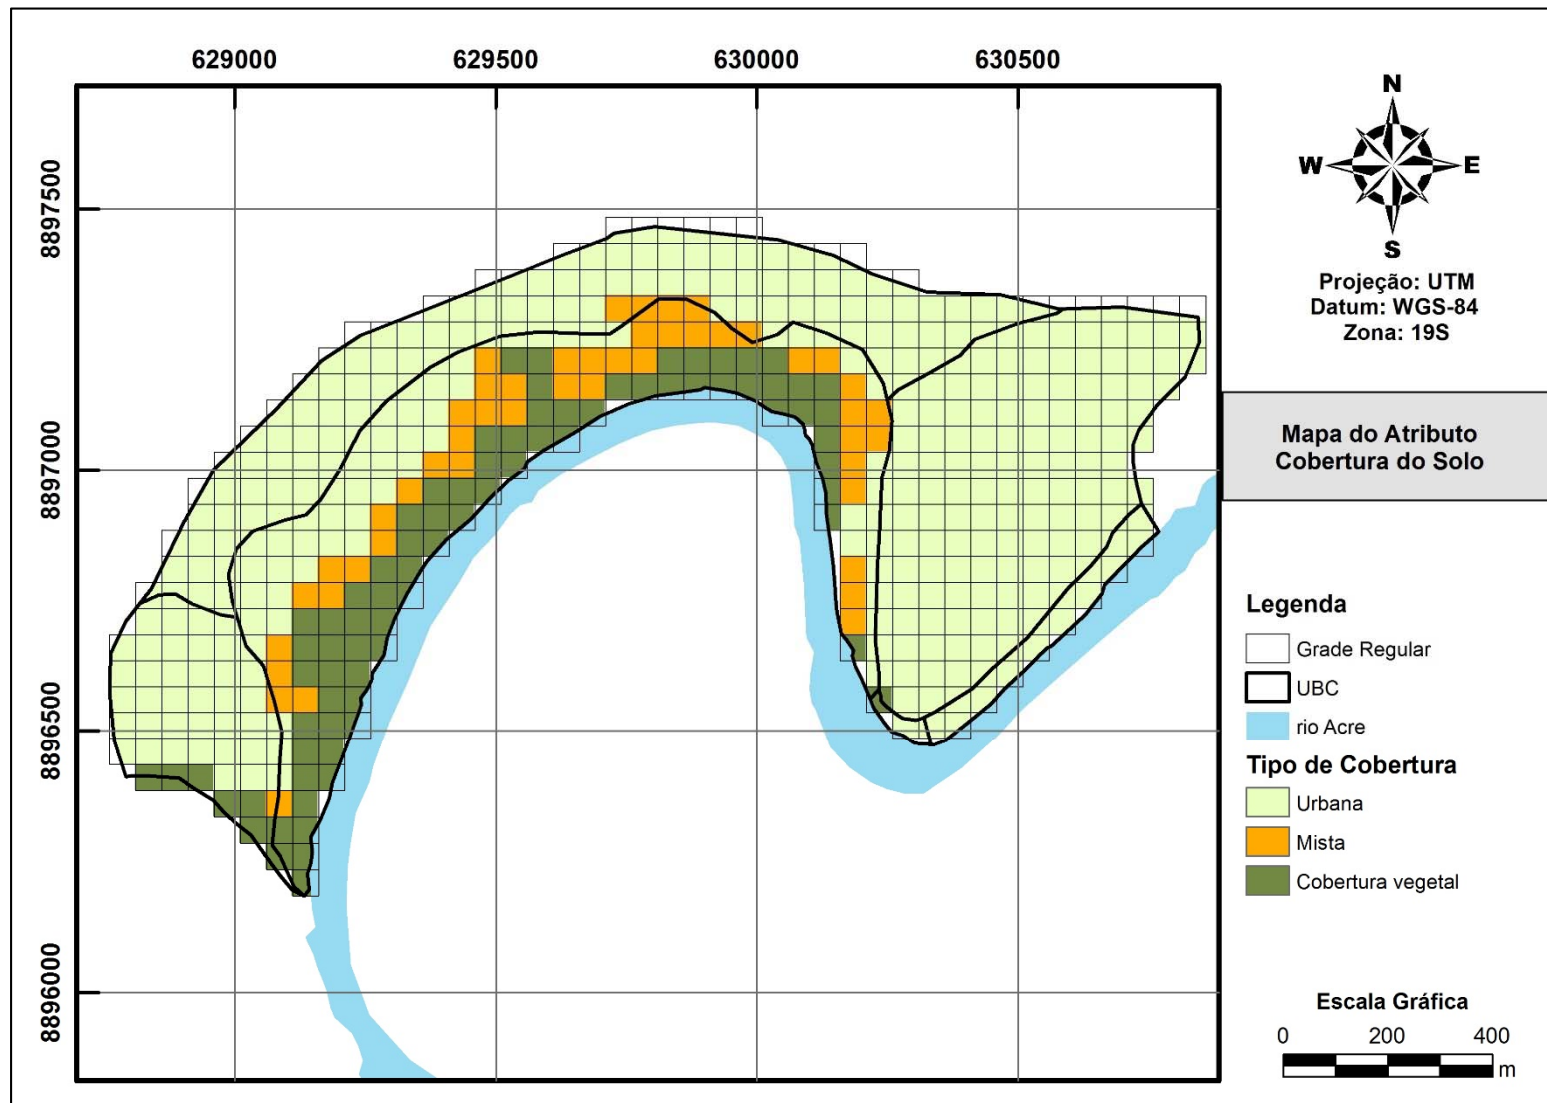 629000
629500
630000
630500
8897500
8897000
8896500
8896000
N
W
E
S
Projeção: UTM
Datum: WGS-84
Zona: 19S
Mapa do Atributo
Cobertura do Solo
Legenda
Grade Regular
UBC
rio Acre
Tipo de Cobertura
Urbana
Mista
Cobertura vegetal
Escala Gráfica
0 200 400
m